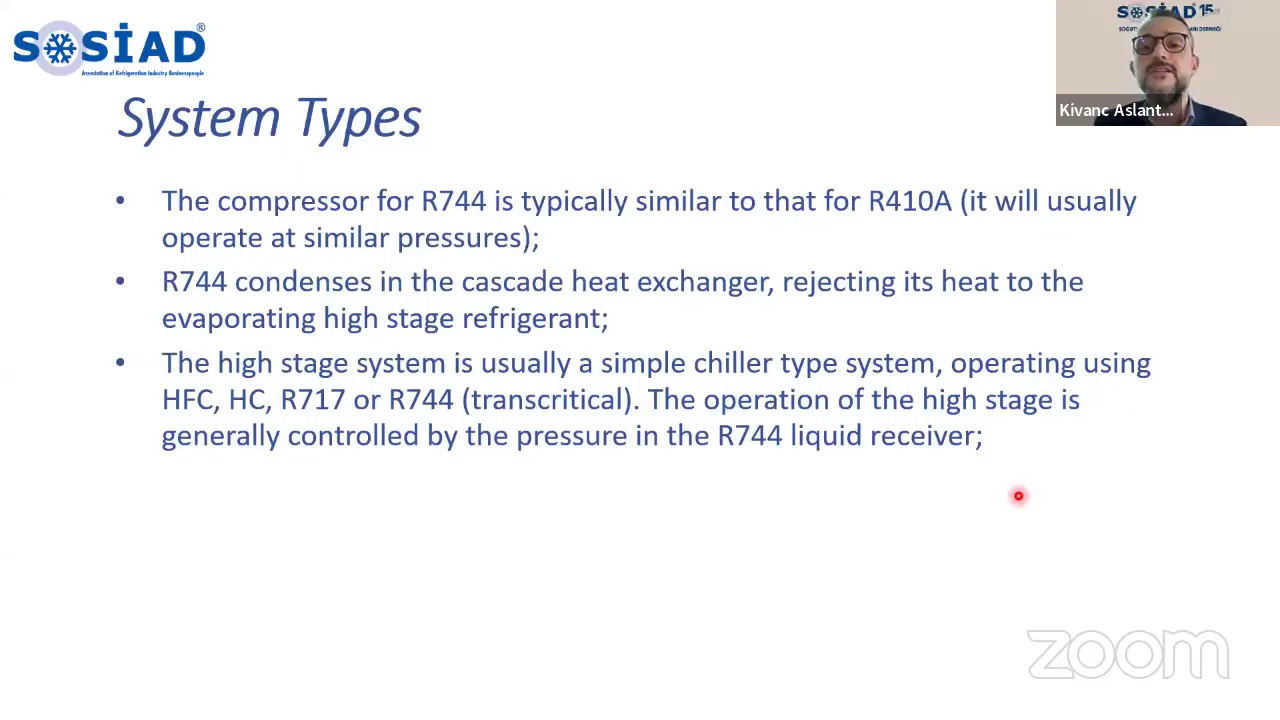 SOSİAD®
Association of Refrigeration Industry Businesspeople
SOSİAD 15
DERNEĞİ
Kivanc Aslant...
System Types
• The compressor for R744 is typically similar to that for R410A (it will usually
operate at similar pressures);
• R744 condenses in the cascade heat exchanger, rejecting its heat to the
evaporating high stage refrigerant;
• The high stage system is usually a simple chiller type system, operating using
HFC, HC, R717 or R744 (transcritical). The operation of the high stage is
generally controlled by the pressure in the R744 liquid receiver;
zoom